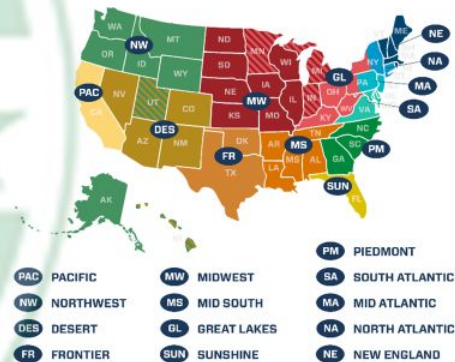 WA
MT
ND
MN
ME
NE
OR
NW
ID
SD
WI
MI
NY
NA
WY
GL
PA
MA
PAC
NV
NE
IA
MW
IL
IN
OH
CA
UT
CO
KS
MO
WV
VA
SA
DES
KY
AZ
NM
FR
OK
AR
MS
TN
NC
PM
TX
LA
MS
AL
GA
SC
SUN
FL
AK
PM PIEDMONT
PAC PACIFIC
MW MIDWEST
SA SOUTH ATLANTIC
NW NORTHWEST
MS MID SOUTH
MA MID ATLANTIC
DES DESERT
GL GREAT LAKES
NA NORTH ATLANTIC
FR FRONTIER
SUN SUNSHINE
NE NEW ENGLAND